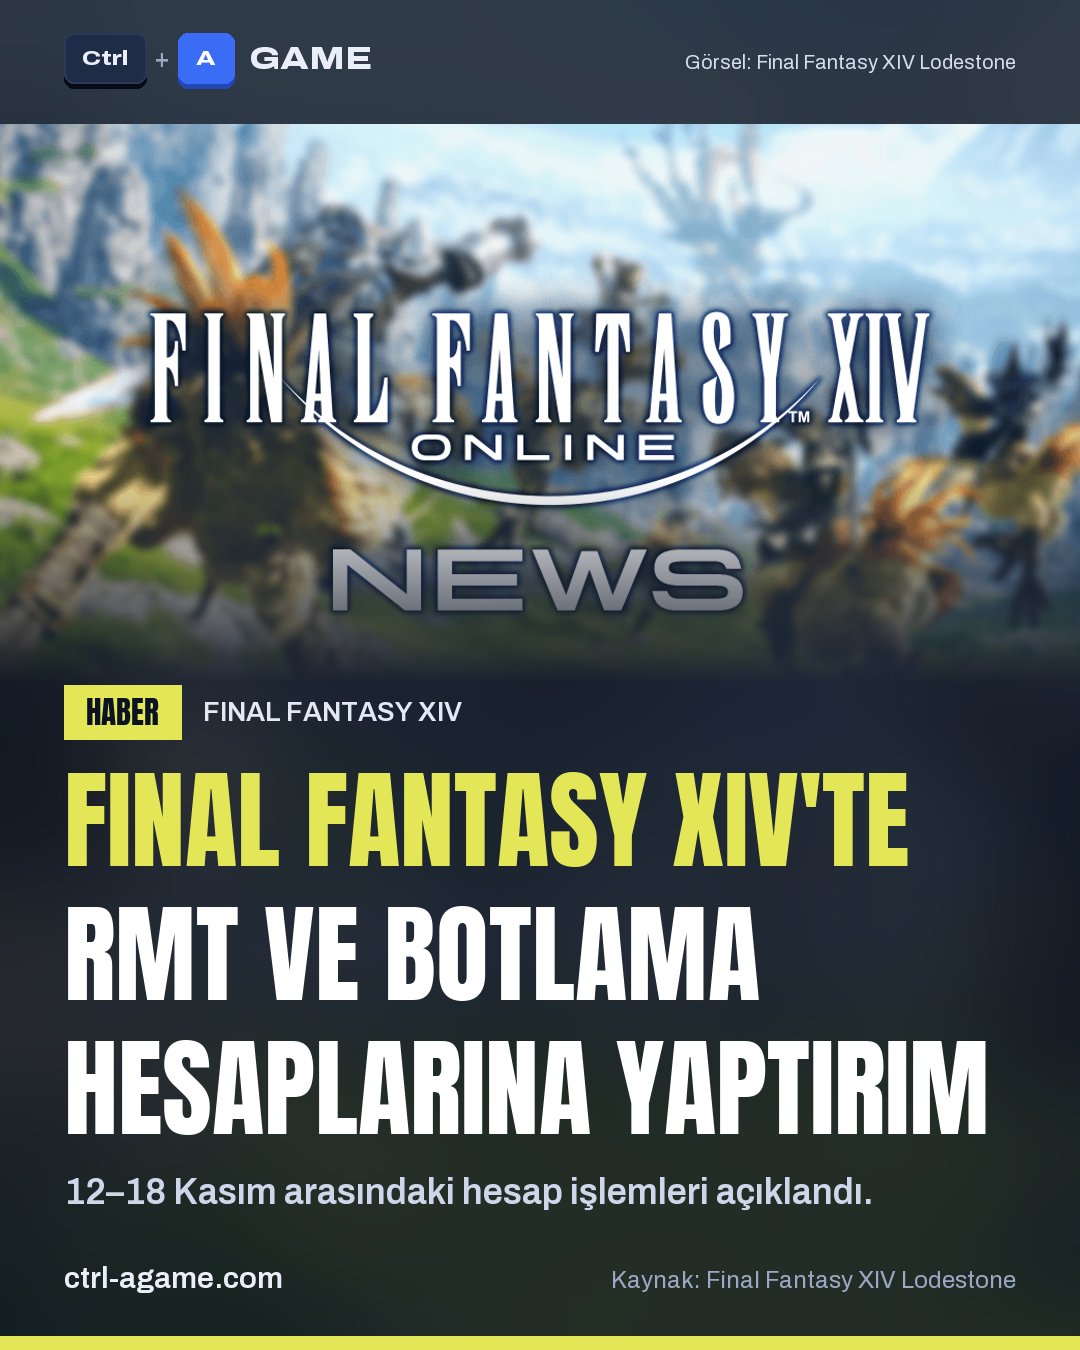 Ctrl + A GAME
Görsel: Final Fantasy XIV Lodestone
FINAL FANTASY XIV
TM
ONLINE
NEWS
HABER FINAL FANTASY XIV
FINAL FANTASY XIV'TE
RMT VE BOTLAMA
HESAPLARINA YAPTIRIM
12–18 Kasım arasındaki hesap işlemleri açıklandı.
ctrl-agame.com
Kaynak: Final Fantasy XIV Lodestone